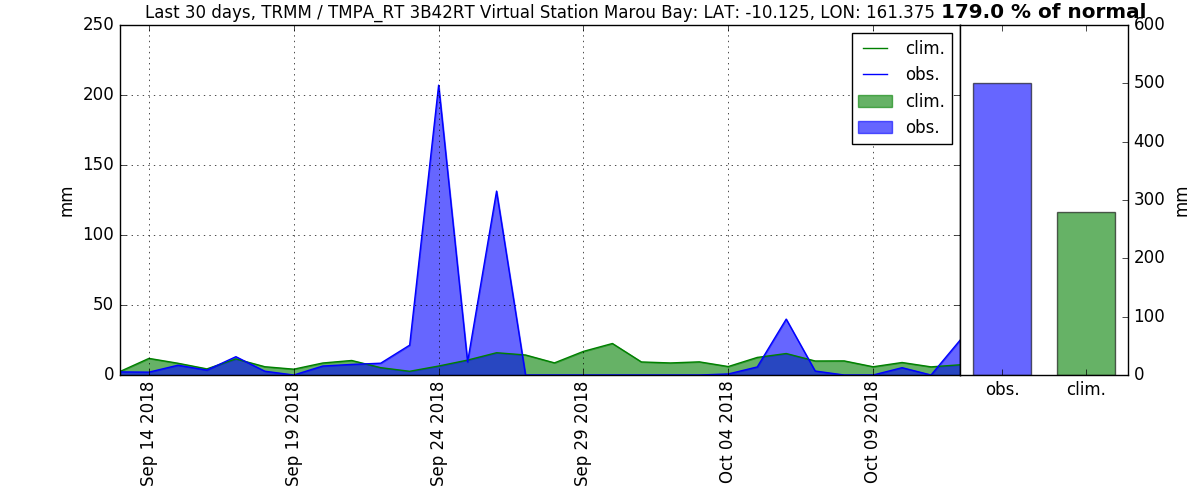 Last 30 days, TRMM / TMPA_RT 3B42RT Virtual Station Marou Bay: LAT: -10.125, LON: 161.375 179.0 % of normal
250
200
150
100
50
0
mm
clim.
obs.
clim.
obs.
Sep 14 2018
Sep 19 2018
Sep 24 2018
Sep 29 2018
Oct 04 2018
Oct 09 2018
600
500
400
300
200
100
0
mm
obs.
clim.